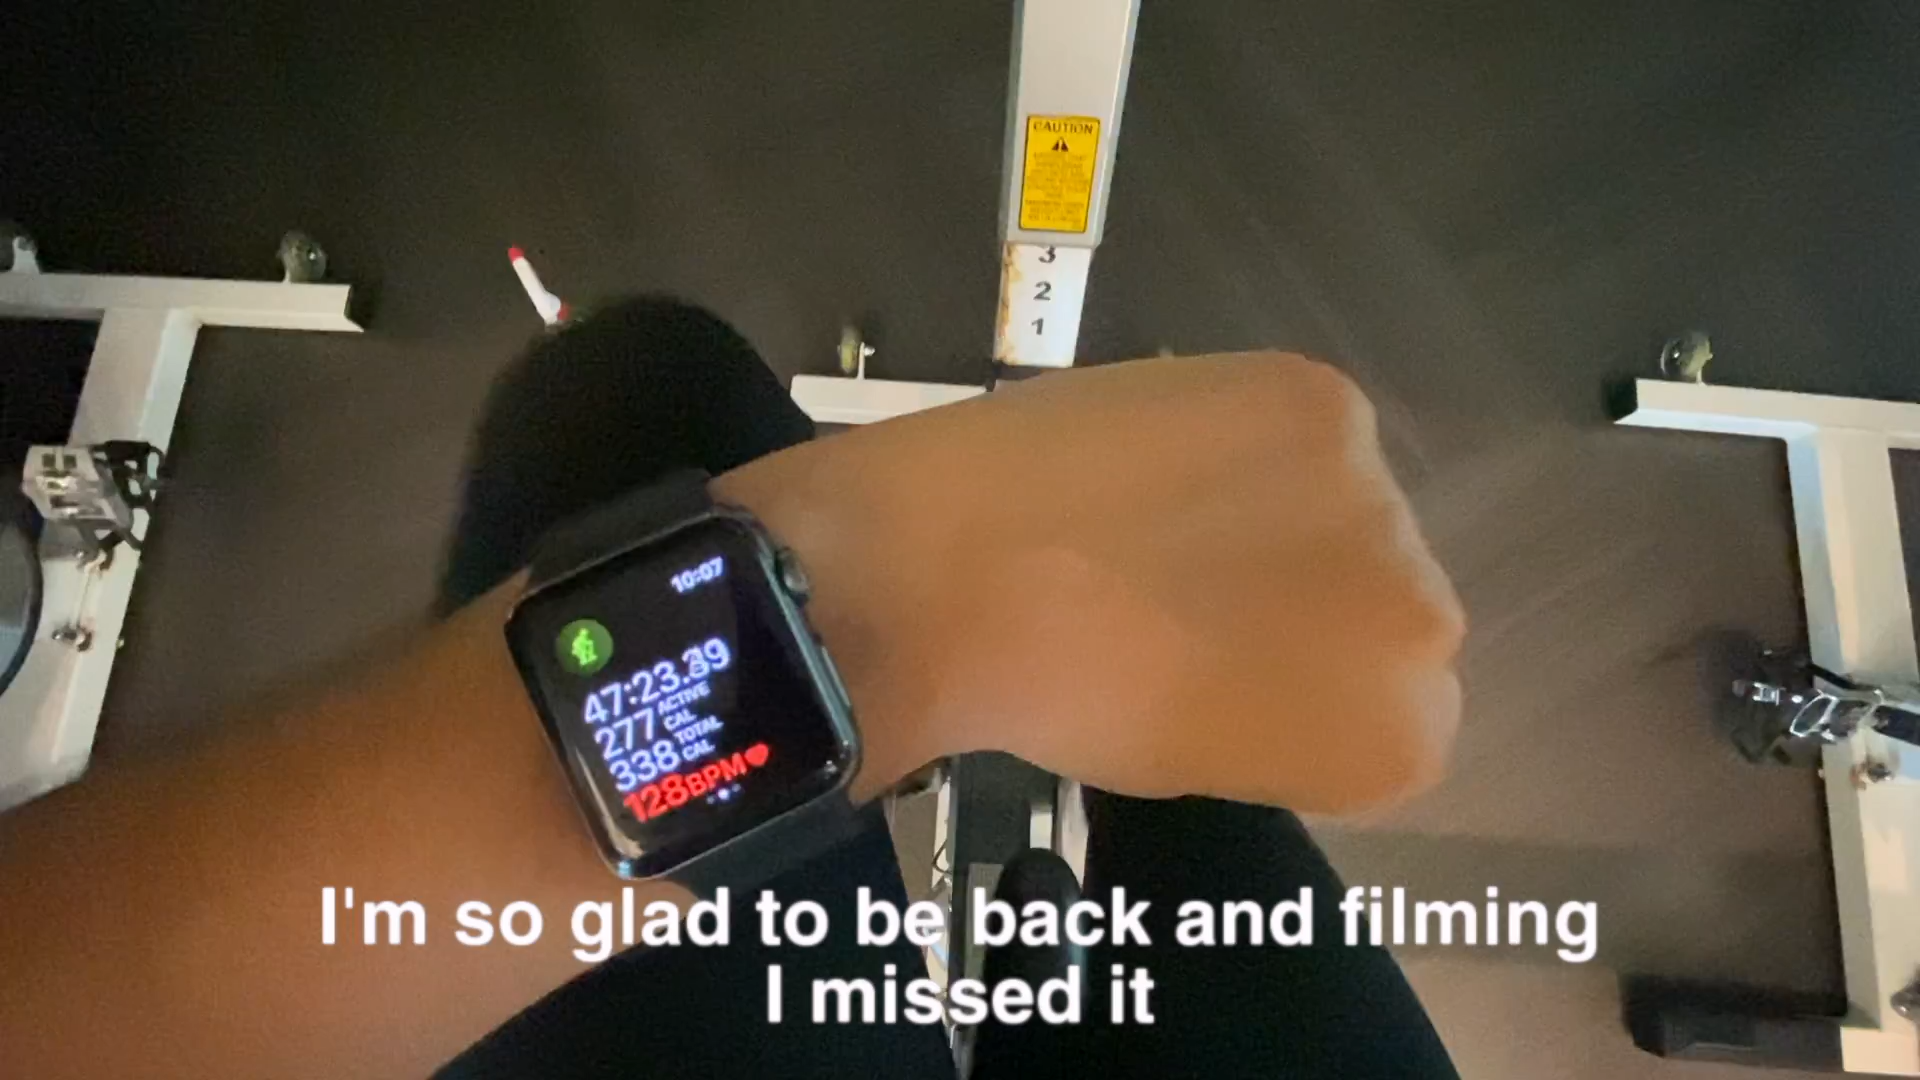 CAUTION
3
2
1
10:07
47:23.39
277 ACTIVE CAL
338 TOTAL CAL
128BPM
I'm so glad to be back and filming
I missed it